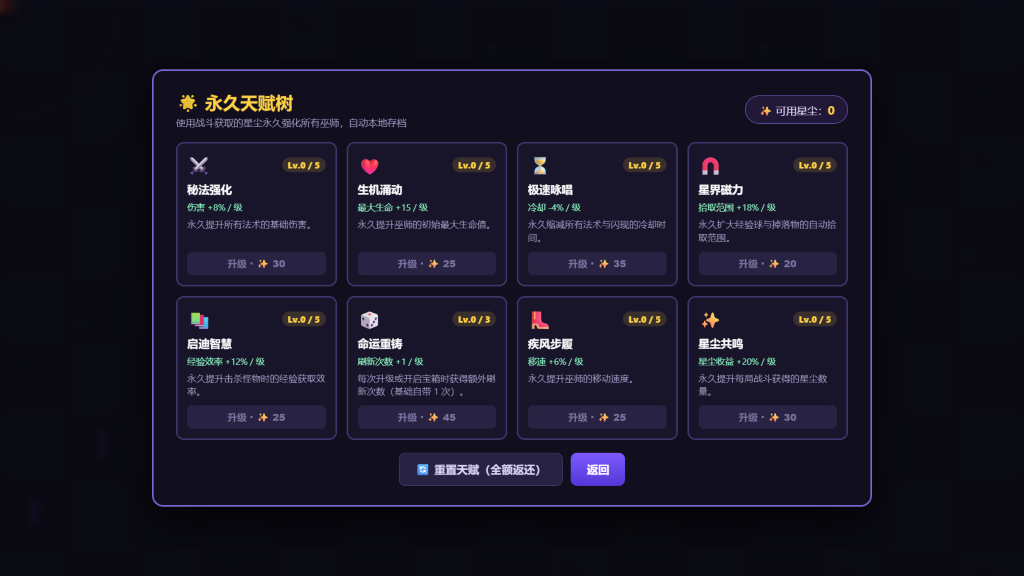 永久天赋树
使用战斗获取的星尘永久强化所有巫师，自动本地存档
可用星尘：0
Lv.0 / 5
秘法强化
伤害 +8% / 级
永久提升所有法术的基础伤害。
升级 · 30
Lv.0 / 5
生机涌动
最大生命 +15 / 级
永久提升巫师的初始最大生命值。
升级 · 25
Lv.0 / 5
极速咏唱
冷却 -4% / 级
永久缩减所有法术与闪现的冷却时
间。
升级 · 35
Lv.0 / 5
星界磁力
拾取范围 +18% / 级
永久扩大经验球与掉落物的自动拾
取范围。
升级 · 20
Lv.0 / 5
启迪智慧
经验效率 +12% / 级
永久提升击杀怪物时的经验获取效
率。
升级 · 25
Lv.0 / 3
命运重铸
刷新次数 +1 / 级
每次升级或开启宝箱时获得额外刷
新次数（基础自带 1 次）。
升级 · 45
Lv.0 / 5
疾风步履
移速 +6% / 级
永久提升巫师的移动速度。
升级 · 25
Lv.0 / 5
星尘共鸣
星尘收益 +20% / 级
永久提升每局战斗获得的星尘数
量。
升级 · 30
重置天赋（全额返还）
返回